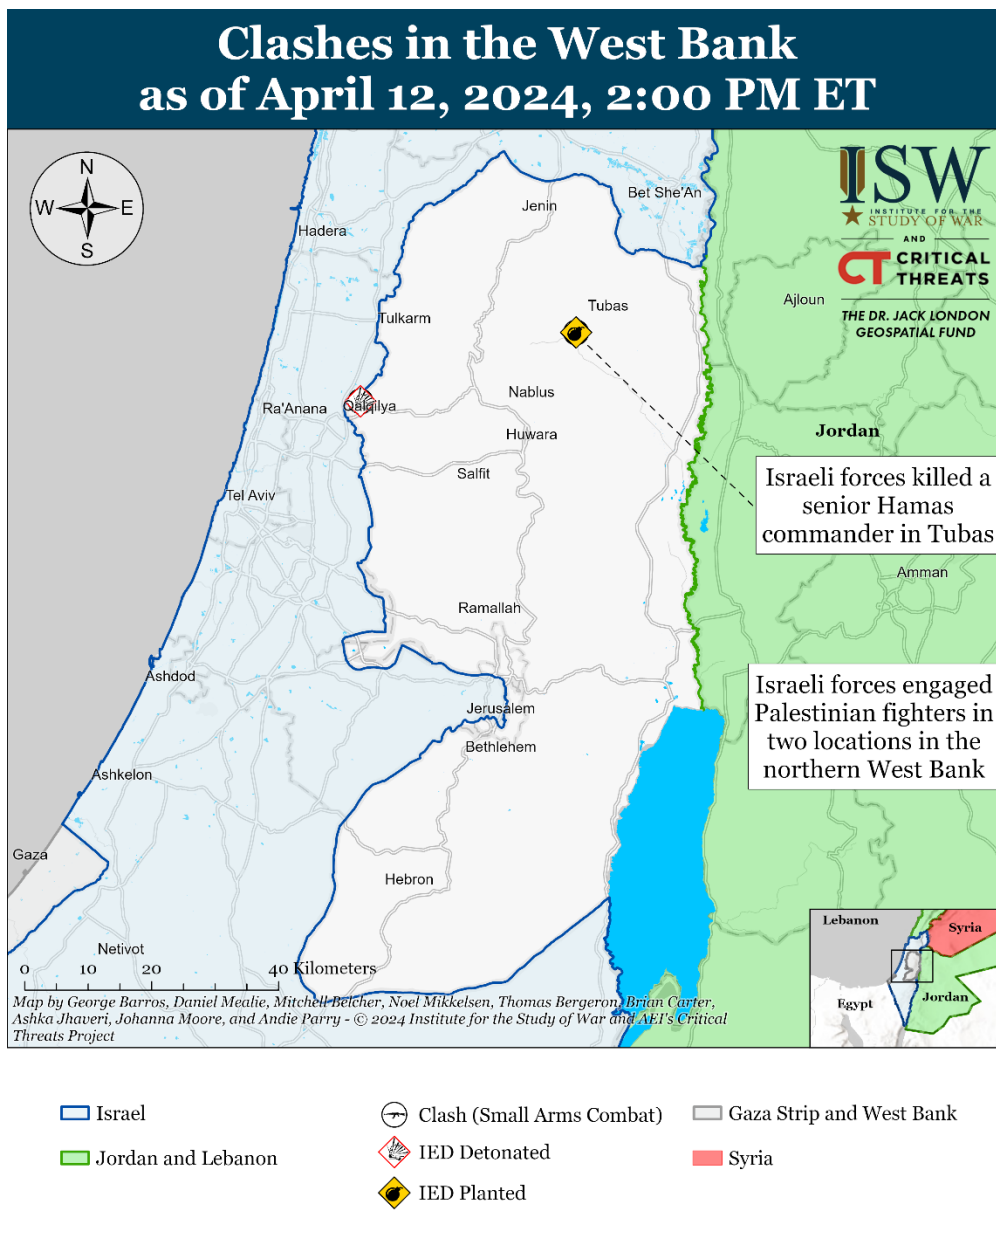 Clashes in the West Bank
as of April 12, 2024, 2:00 PM ET
N
W
E
S
ISW
INSTITUTE FOR THE
STUDY OF WAR
AND
CT CRITICAL
THREATS
THE DR. JACK LONDON
GEOSPATIAL FUND
Bet She'An
Jenin
Hadera
Ajloun
Tubas
Tulkarm
Nablus
Ra'Anana
Qalqilya
Jordan
Huwara
Salfit
Israeli forces killed a
senior Hamas
commander in Tubas
Tel Aviv
Amman
Ramallah
Ashdod
Israeli forces engaged
Palestinian fighters in
two locations in the
northern West Bank
Jerusalem
Bethlehem
Ashkelon
Gaza
Hebron
Netivot
Lebanon
Syria
Egypt
Jordan
0 10 20 40 Kilometers
Map by George Barros, Daniel Mealie, Mitchell Belcher, Noel Mikkelsen, Thomas Bergeron, Brian Carter,
Ashka Jhaveri, Johanna Moore, and Andie Parry - © 2024 Institute for the Study of War and AEI's Critical
Threats Project
Israel
Jordan and Lebanon
Clash (Small Arms Combat)
IED Detonated
IED Planted
Gaza Strip and West Bank
Syria